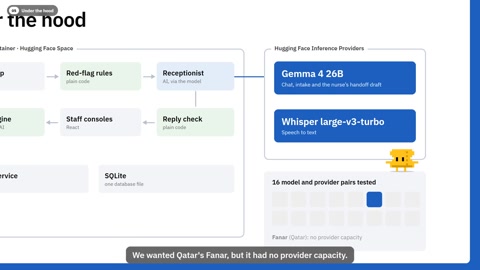 Under the hood
r the hood
tainer · Hugging Face Space
Hugging Face Inference Providers
p
Red-flag rules
plain code
Receptionist
AI, via the model
Gemma 4 26B
Chat, intake and the nurse's handoff draft
gine
AI
Staff consoles
React
Reply check
plain code
Whisper large-v3-turbo
Speech to text
ervice
SQLite
one database file
16 model and provider pairs tested
Fanar (Qatar): no provider capacity
We wanted Qatar's Fanar, but it had no provider capacity.